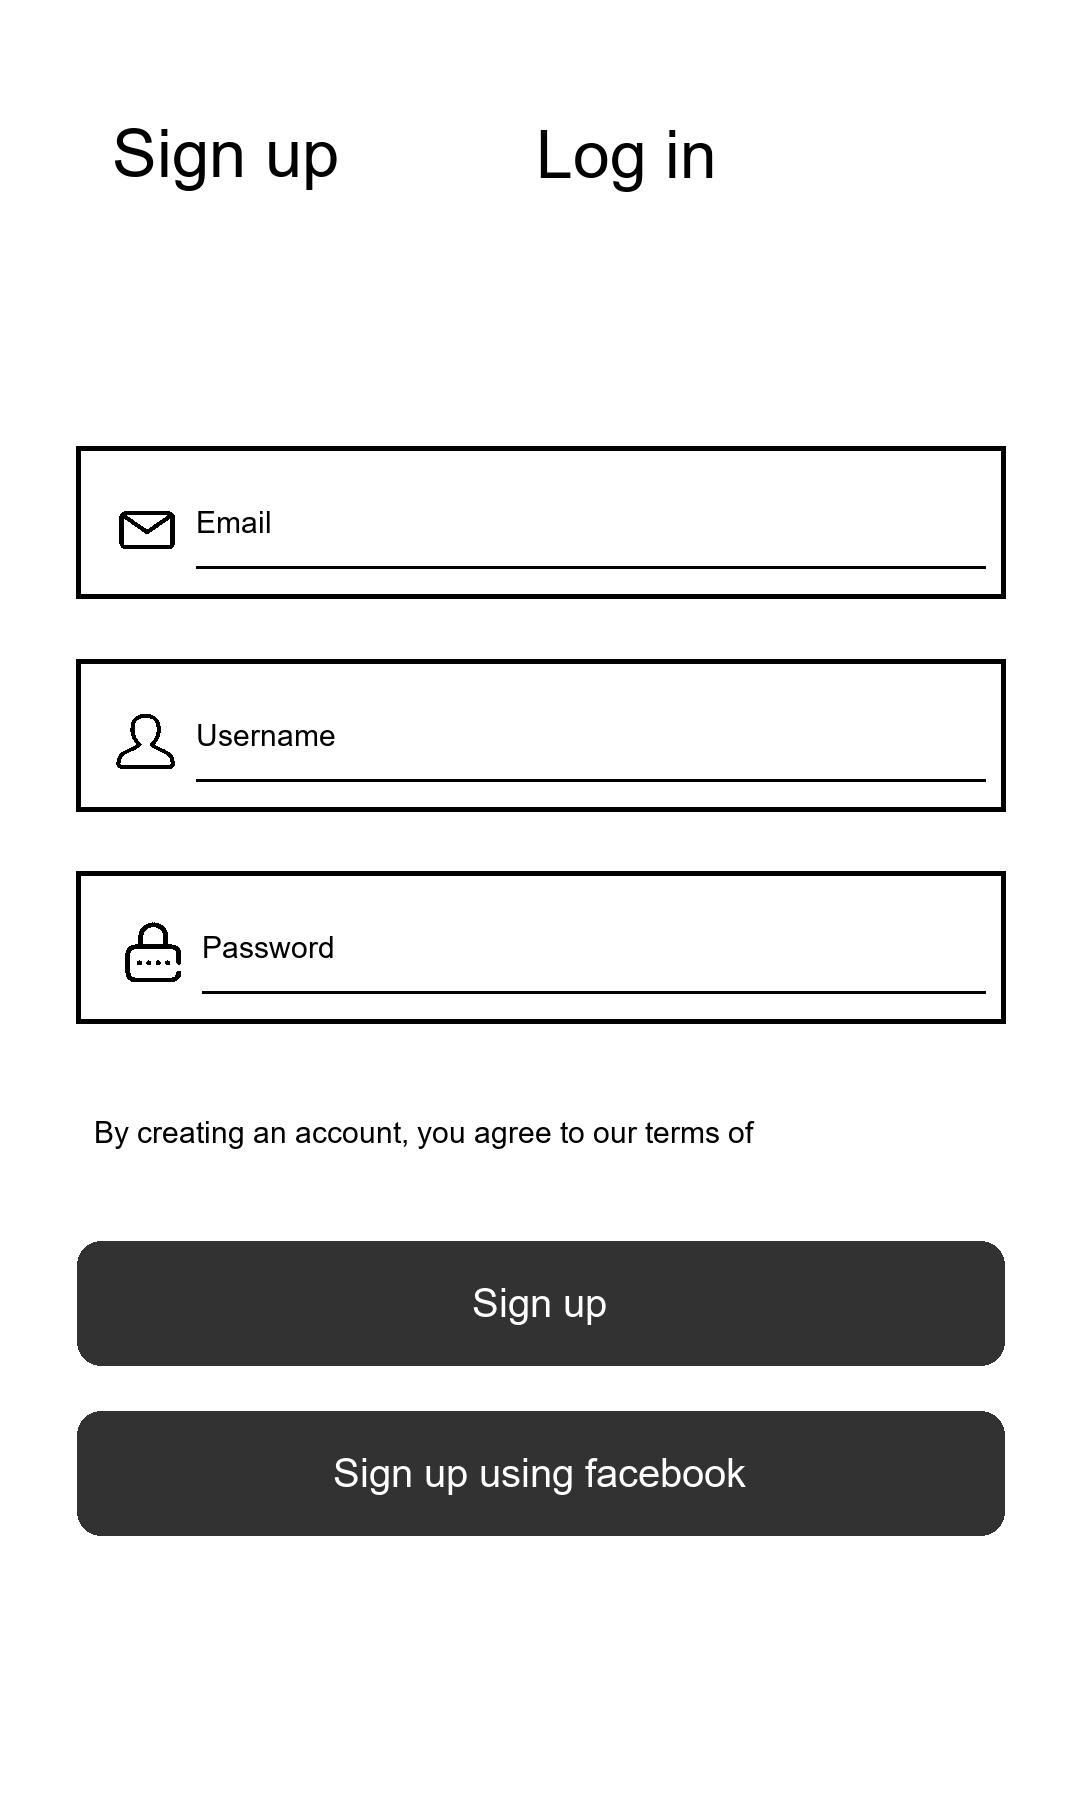 Sign up
Log in
Email
Username
Password
By creating an account, you agree to our terms of
Sign up
Sign up using facebook